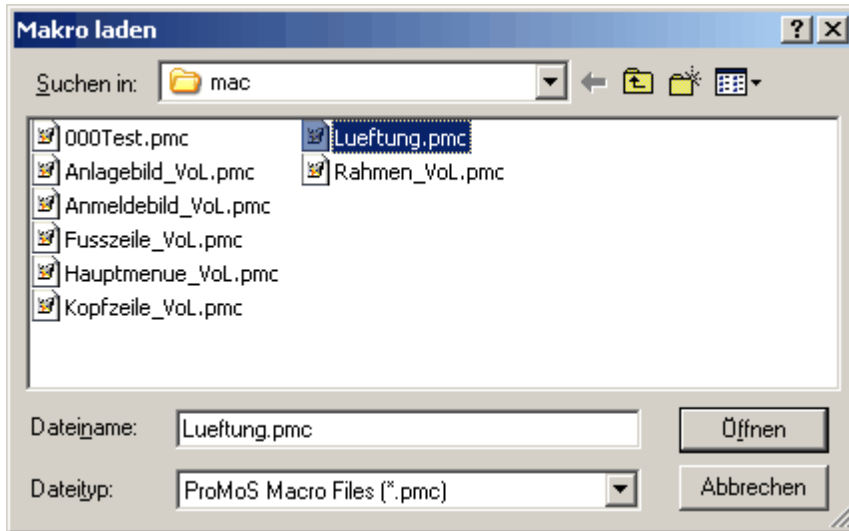 Makro laden
Suchen in: mac
000Test.pmc
Anlagebild_VoL.pmc
Anmeldebild_VoL.pmc
Fusszeile_VoL.pmc
Hauptmenue_VoL.pmc
Kopfzeile_VoL.pmc
Lueftung.pmc
Rahmen_VoL.pmc
Dateiname: Lueftung.pmc Öffnen
Dateityp: ProMoS Macro Files (*.pmc) Abbrechen